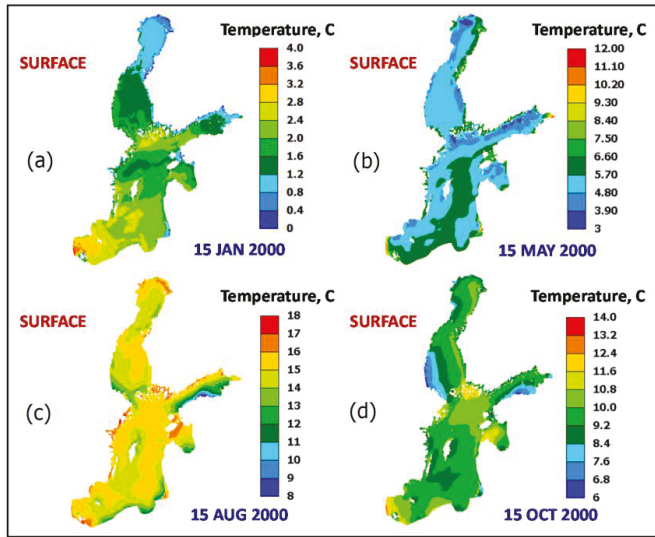 Temperature, C
SURFACE
4.0
3.6
3.2
2.8
2.4
2.0
1.6
1.2
0.8
0.4
0
(a)
15 JAN 2000
Temperature, C
SURFACE
12.00
11.10
10.20
9.30
8.40
7.50
6.60
5.70
4.80
3.90
3
(b)
15 MAY 2000
Temperature, C
SURFACE
18
17
16
15
14
13
12
11
10
9
8
(c)
15 AUG 2000
Temperature, C
SURFACE
14.0
13.2
12.4
11.6
10.8
10.0
9.2
8.4
7.6
6.8
6
(d)
15 OCT 2000